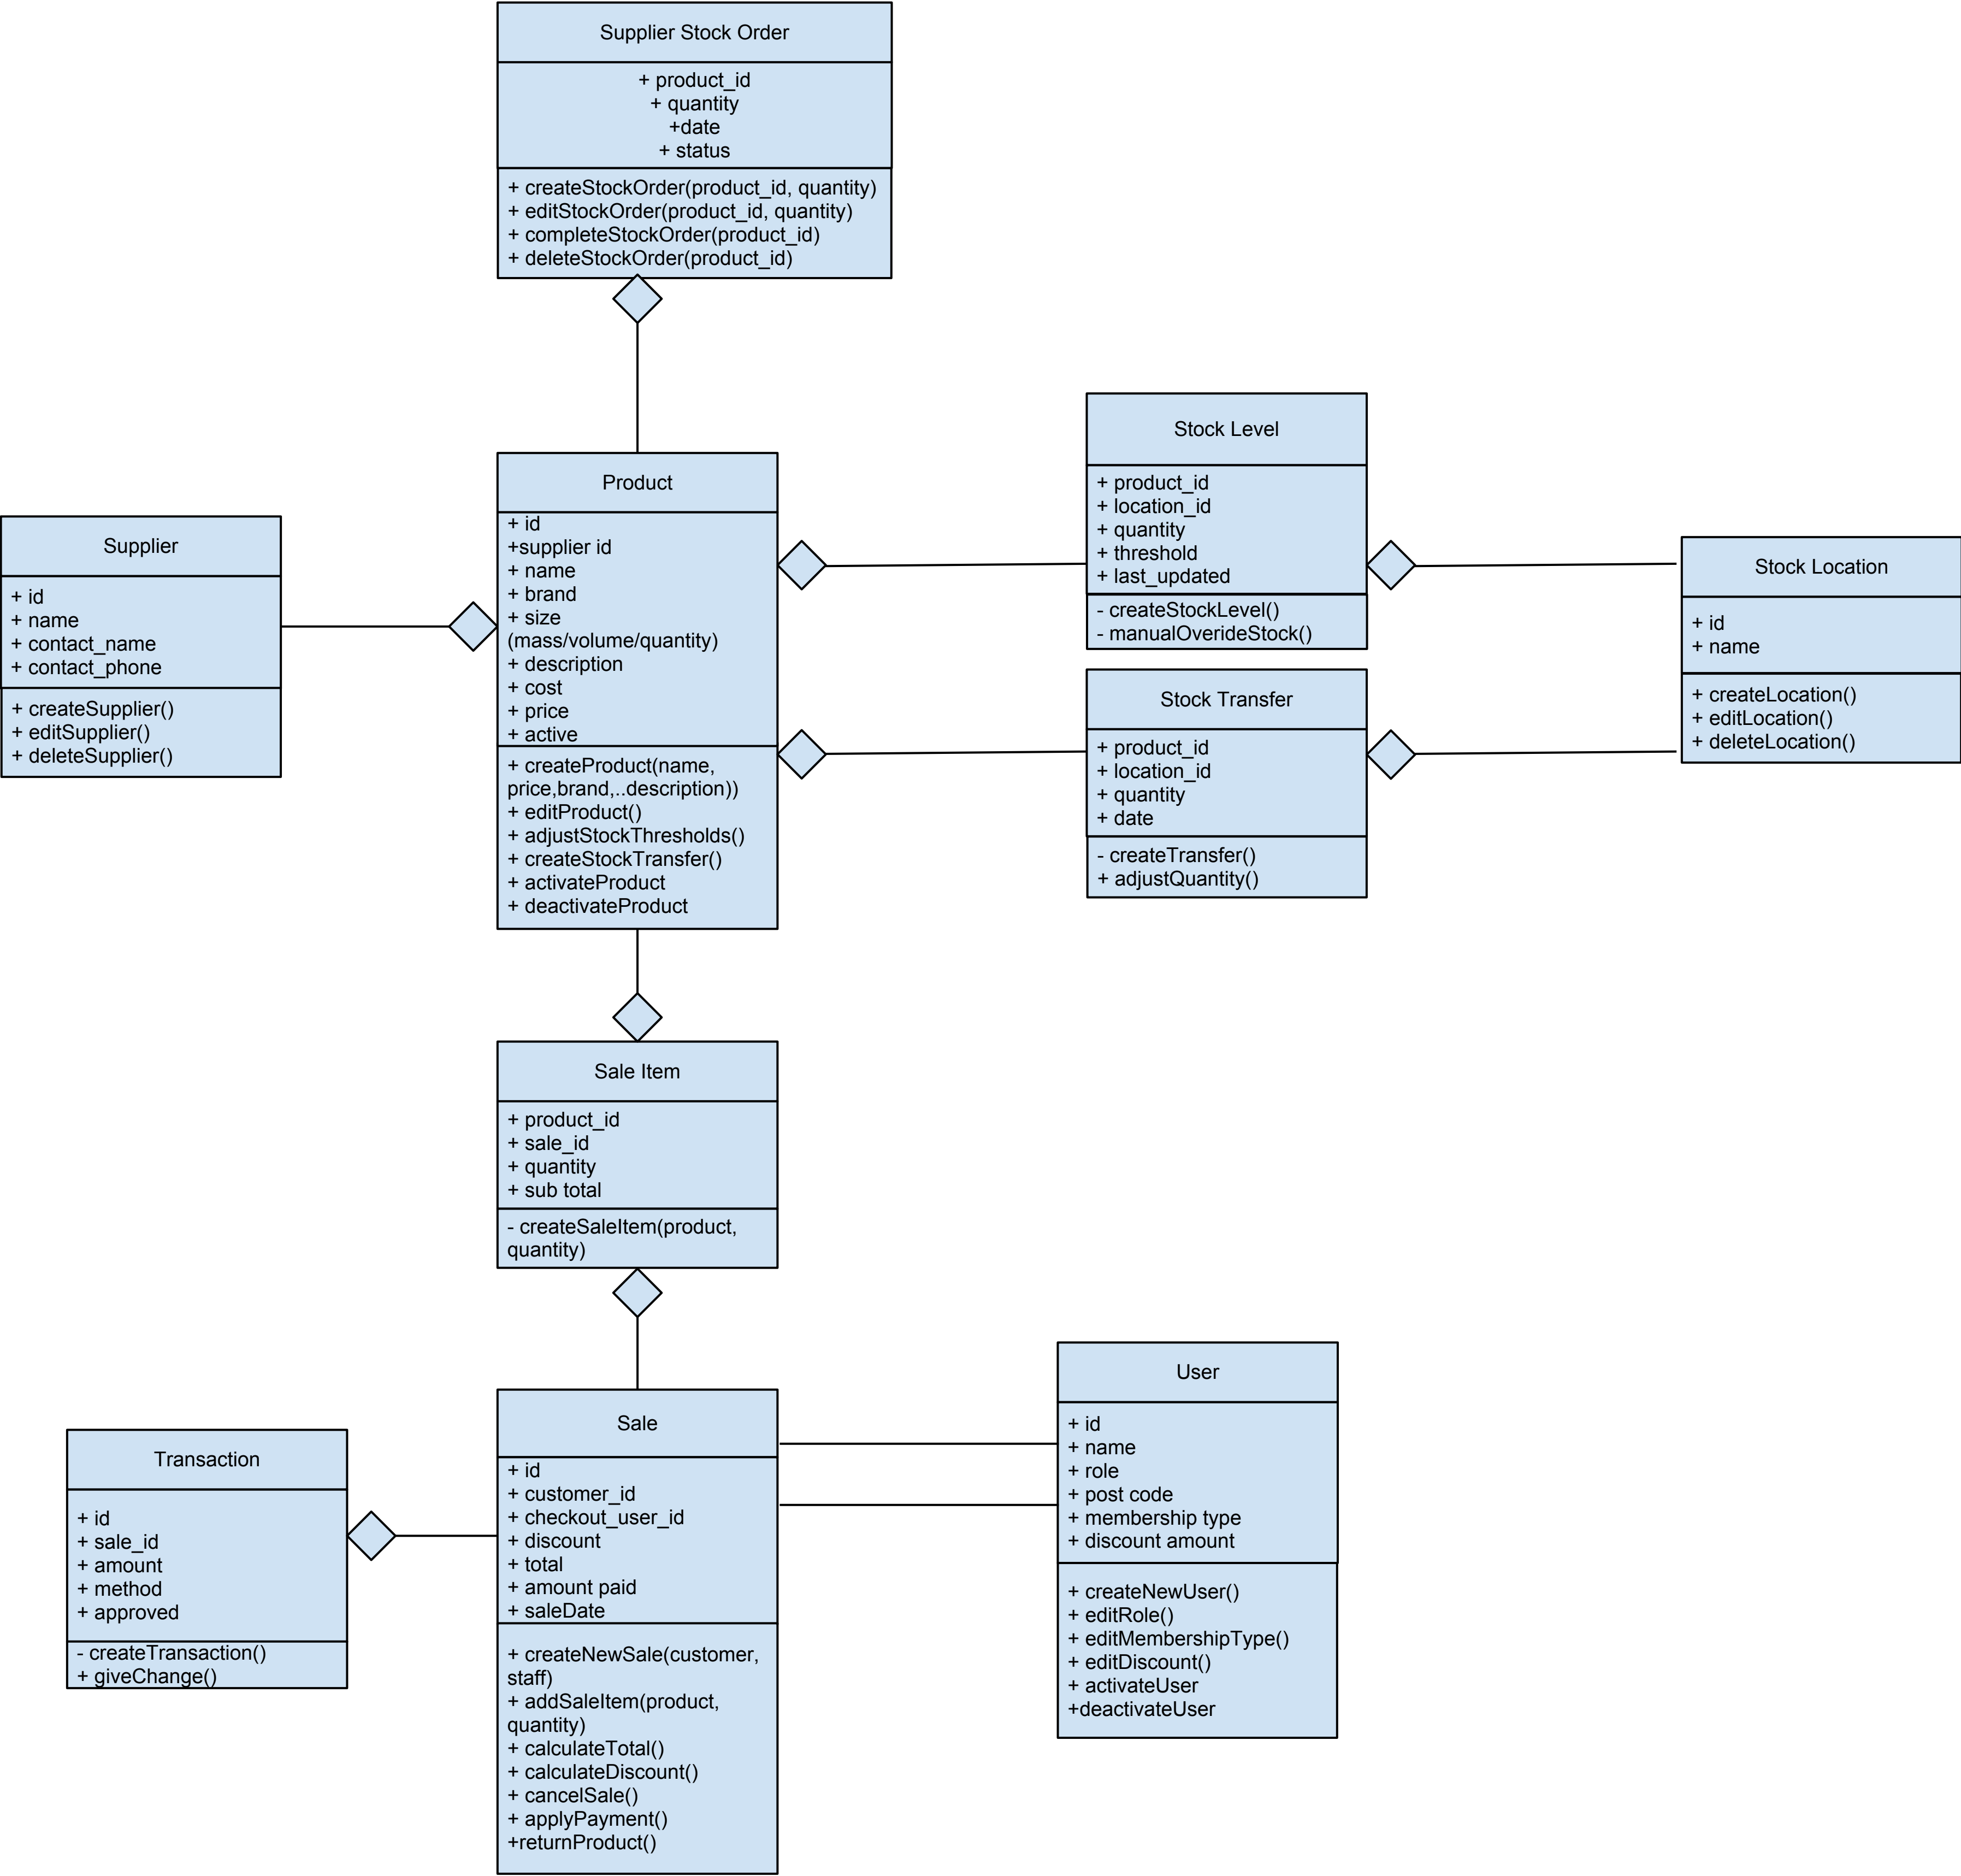 Supplier Stock Order
+ product_id
+ quantity
+date
+ status
+ createStockOrder(product_id, quantity)
+ editStockOrder(product_id, quantity)
+ completeStockOrder(product_id)
+ deleteStockOrder(product_id)
Supplier
+ id
+ name
+ contact_name
+ contact_phone
+ createSupplier()
+ editSupplier()
+ deleteSupplier()
Product
+ id
+supplier id
+ name
+ brand
+ size
(mass/volume/quantity)
+ description
+ cost
+ price
+ active
+ createProduct(name,
price,brand,..description))
+ editProduct()
+ adjustStockThresholds()
+ createStockTransfer()
+ activateProduct
+ deactivateProduct
Stock Level
+ product_id
+ location_id
+ quantity
+ threshold
+ last_updated
- createStockLevel()
- manualOverideStock()
Stock Transfer
+ product_id
+ location_id
+ quantity
+ date
- createTransfer()
+ adjustQuantity()
Stock Location
+ id
+ name
+ createLocation()
+ editLocation()
+ deleteLocation()
Sale Item
+ product_id
+ sale_id
+ quantity
+ sub total
- createSaleItem(product,
quantity)
Transaction
+ id
+ sale_id
+ amount
+ method
+ approved
- createTransaction()
+ giveChange()
Sale
+ id
+ customer_id
+ checkout_user_id
+ discount
+ total
+ amount paid
+ saleDate
+ createNewSale(customer,
staff)
+ addSaleItem(product,
quantity)
+ calculateTotal()
+ calculateDiscount()
+ cancelSale()
+ applyPayment()
+returnProduct()
User
+ id
+ name
+ role
+ post code
+ membership type
+ discount amount
+ createNewUser()
+ editRole()
+ editMembershipType()
+ editDiscount()
+ activateUser
+deactivateUser